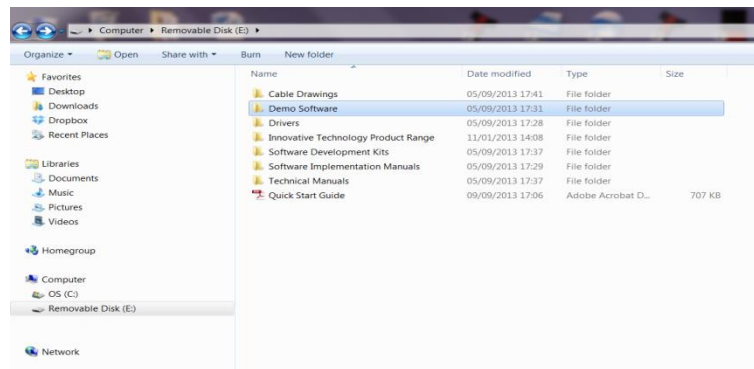 Computer ▸ Removable Disk (E:) ▸
Organize ▾ Open Share with ▾ Burn New folder
Favorites
Desktop
Downloads
Dropbox
Recent Places
Libraries
Documents
Music
Pictures
Videos
Homegroup
Computer
OS (C:)
Removable Disk (E:)
Network
Name Date modified Type Size
Cable Drawings 05/09/2013 17:41 File folder
Demo Software 05/09/2013 17:31 File folder
Drivers 05/09/2013 17:28 File folder
Innovative Technology Product Range 11/01/2013 14:08 File folder
Software Development Kits 05/09/2013 17:37 File folder
Software Implementation Manuals 05/09/2013 17:29 File folder
Technical Manuals 05/09/2013 17:37 File folder
Quick Start Guide 09/09/2013 17:06 Adobe Acrobat D... 707 KB